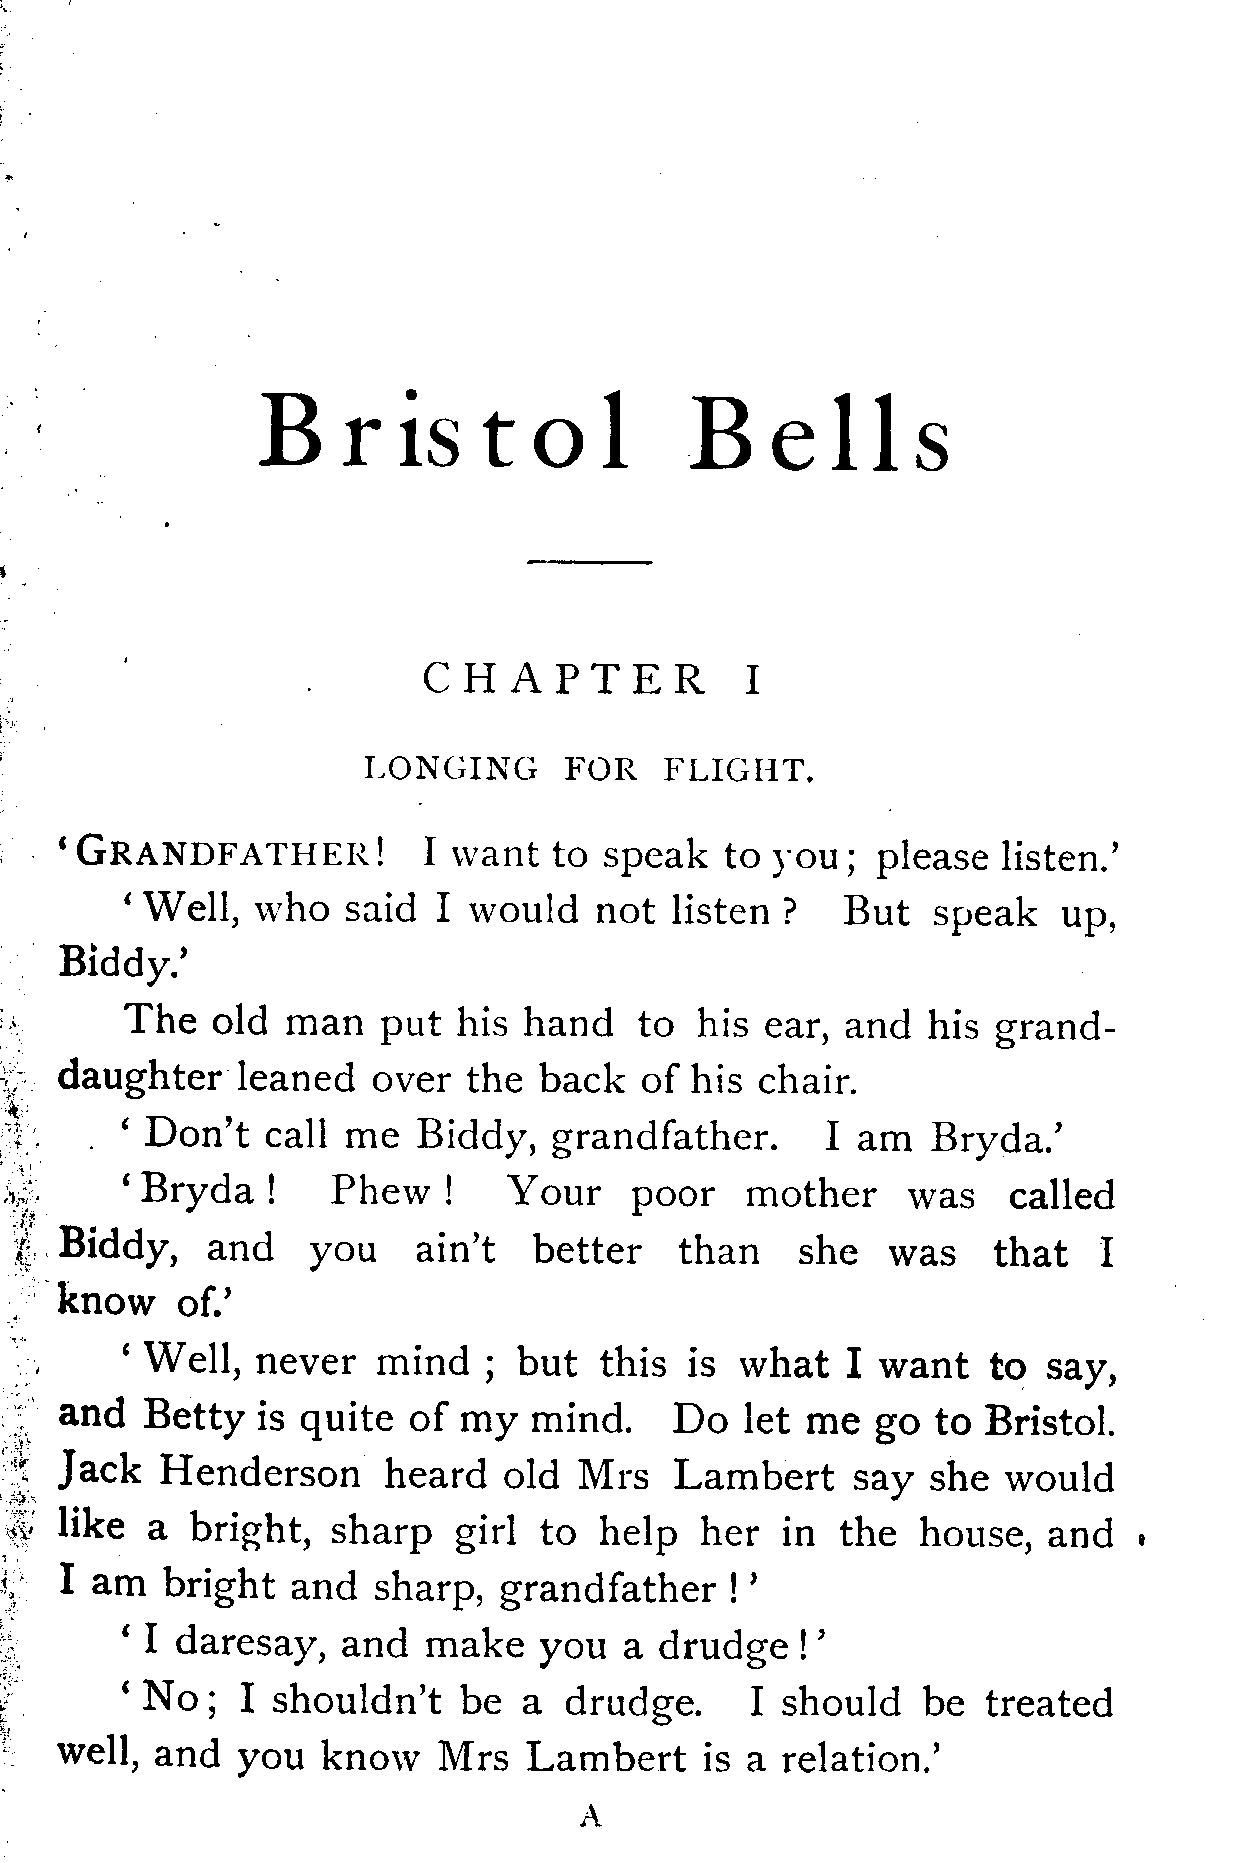 Bristol Bells
CHAPTER I
LONGING FOR FLIGHT.
‘GRANDFATHER! I want to speak to you; please listen.’
‘Well, who said I would not listen? But speak up,
Biddy.’
The old man put his hand to his ear, and his grand-
daughter leaned over the back of his chair.
‘Don't call me Biddy, grandfather. I am Bryda.’
‘Bryda! Phew! Your poor mother was called
Biddy, and you ain't better than she was that I
know of.’
‘Well, never mind; but this is what I want to say,
and Betty is quite of my mind. Do let me go to Bristol.
Jack Henderson heard old Mrs Lambert say she would
like a bright, sharp girl to help her in the house, and
I am bright and sharp, grandfather!’
‘I daresay, and make you a drudge!’
‘No; I shouldn't be a drudge. I should be treated
well, and you know Mrs Lambert is a relation.’
A